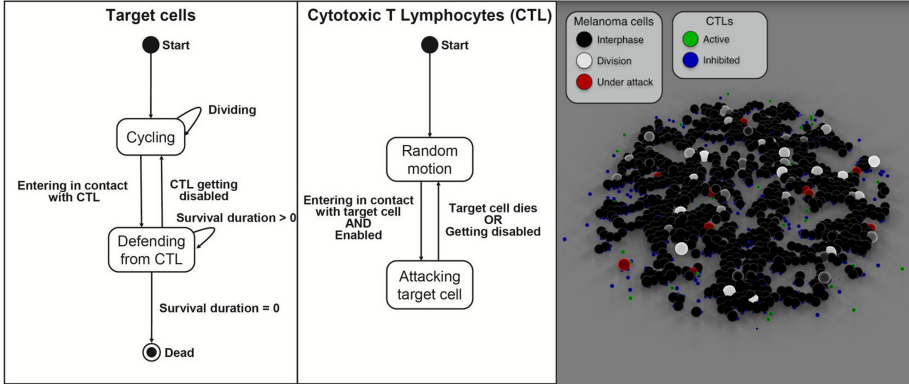 Target cells
Start
Dividing
Cycling
Entering in contact
with CTL
CTL getting
disabled
Survival duration > 0
Defending
from CTL
Survival duration = 0
Dead
Cytotoxic T Lymphocytes (CTL)
Start
Random
motion
Entering in contact
with target cell
AND
Enabled
Target cell dies
OR
Getting disabled
Attacking
target cell
Melanoma cells
Interphase
Division
Under attack
CTLs
Active
Inhibited